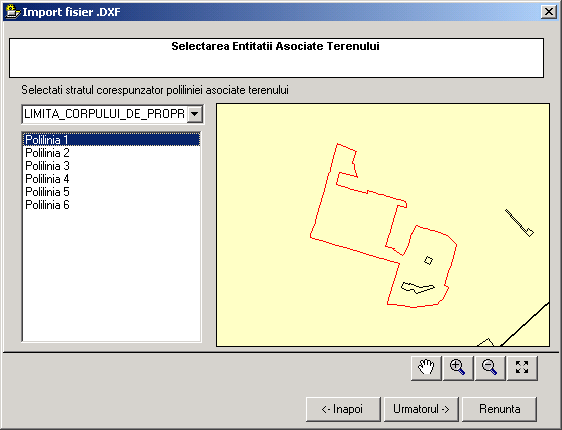 Import fisier .DXF
Selectarea Entitatii Asociate Terenului
Selectati stratul corespunzator poliliniei asociate terenului
LIMITA_CORPULUI_DE_PROPR
Polilinia 1
Polilinia 2
Polilinia 3
Polilinia 4
Polilinia 5
Polilinia 6
<- Inapoi
Urmatorul ->
Renunta